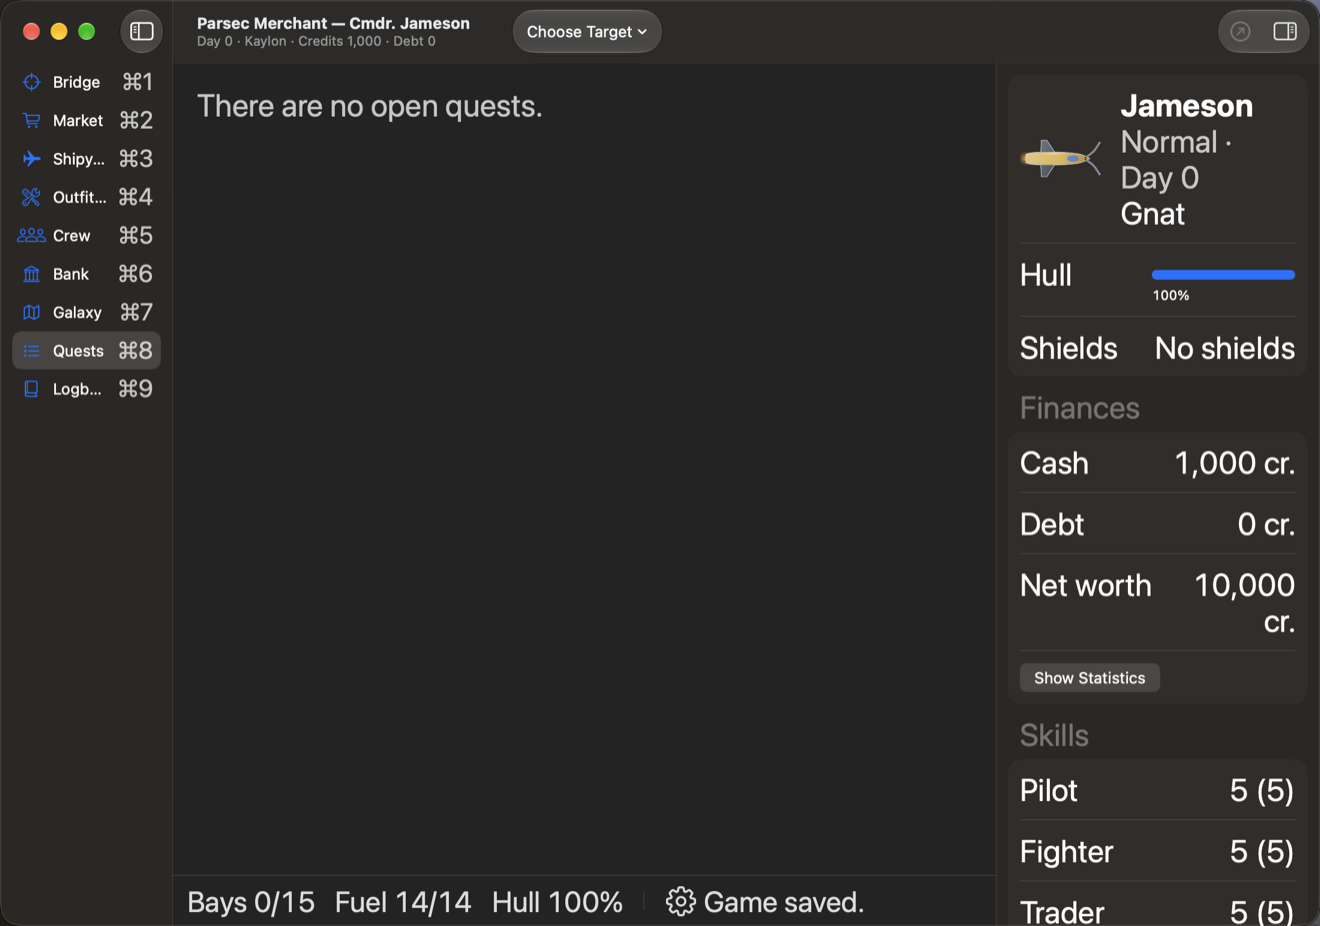 Parsec Merchant — Cmdr. Jameson
Day 0 · Kaylon · Credits 1,000 · Debt 0
Choose Target
Bridge ⌘1
Market ⌘2
Shipy... ⌘3
Outfit... ⌘4
Crew ⌘5
Bank ⌘6
Galaxy ⌘7
Quests ⌘8
Logb... ⌘9
There are no open quests.
Jameson
Normal ·
Day 0
Gnat
Hull
100%
Shields No shields
Finances
Cash 1,000 cr.
Debt 0 cr.
Net worth 10,000
cr.
Show Statistics
Skills
Pilot 5 (5)
Fighter 5 (5)
Trader 5 (5)
Bays 0/15 Fuel 14/14 Hull 100% Game saved.